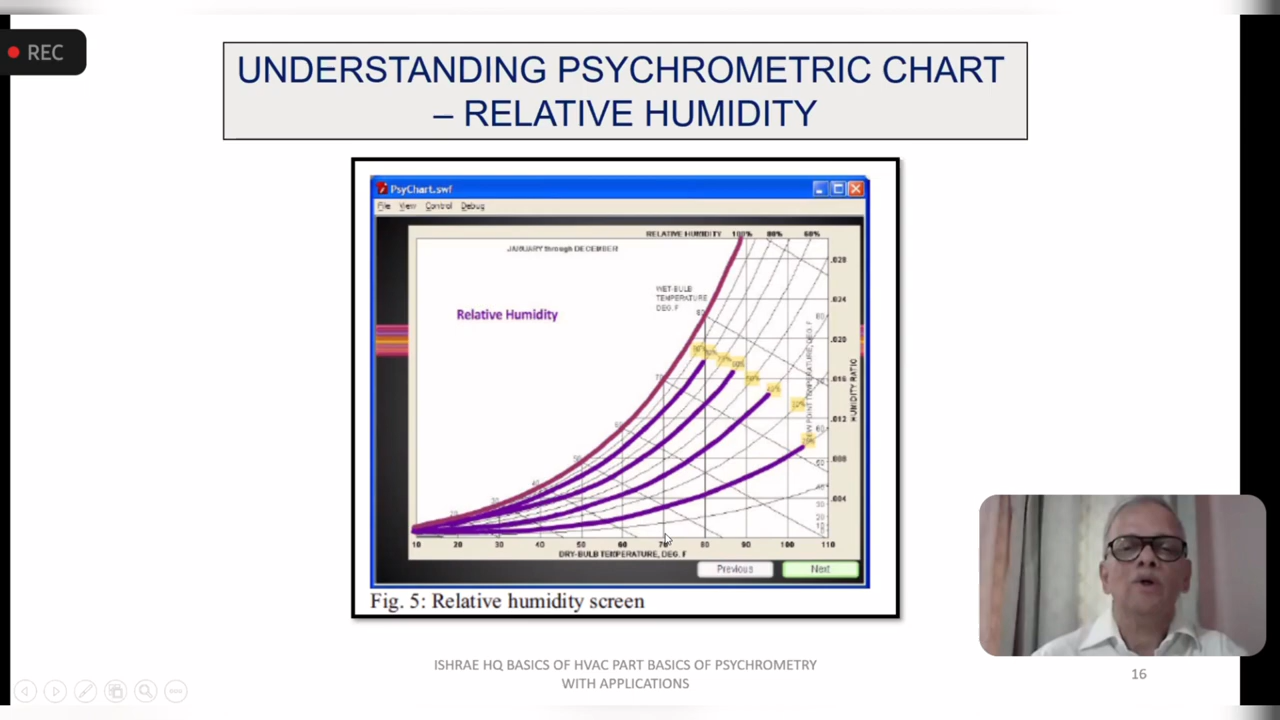 REC
UNDERSTANDING PSYCHROMETRIC CHART
– RELATIVE HUMIDITY
PsyChart.swf
File View Control Debug
RELATIVE HUMIDITY 100% 80% 60%
JANUARY through DECEMBER
.028
WET-BULB
TEMPERATURE
DEG. F
.024
Relative Humidity
.020
.016
.012
.008
.004
HUMIDITY RATIO
10 20 30 40 50 60 70 80 90 100 110
DRY-BULB TEMPERATURE, DEG. F
Previous Next
Fig. 5: Relative humidity screen
ISHRAE HQ BASICS OF HVAC PART BASICS OF PSYCHROMETRY
WITH APPLICATIONS
16